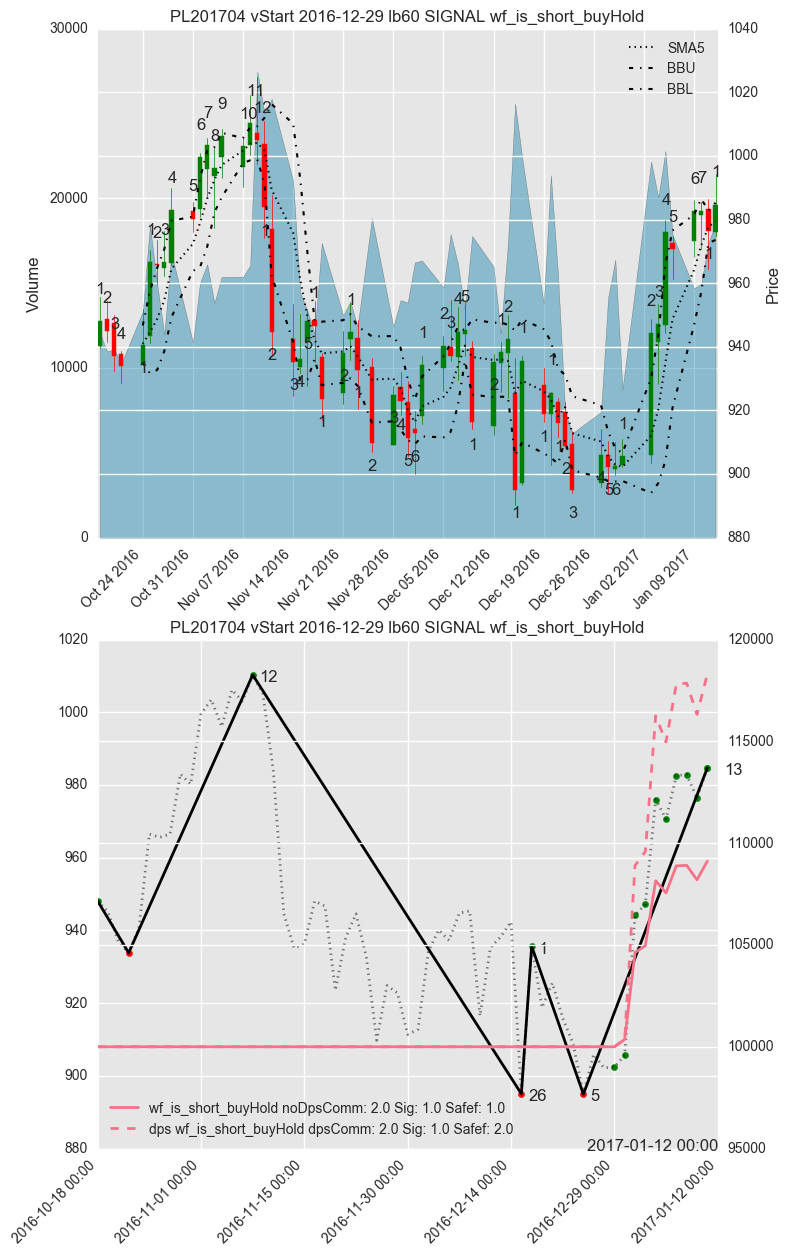 PL201704 vStart 2016-12-29 lb60 SIGNAL wf_is_short_buyHold
30000
20000
10000
0
Volume
1040
1020
1000
980
960
940
920
900
880
Price
SMA5
BBU
BBL
Oct 24 2016
Oct 31 2016
Nov 07 2016
Nov 14 2016
Nov 21 2016
Nov 28 2016
Dec 05 2016
Dec 12 2016
Dec 19 2016
Dec 26 2016
Jan 02 2017
Jan 09 2017
PL201704 vStart 2016-12-29 lb60 SIGNAL wf_is_short_buyHold
1020
1000
980
960
940
920
900
880
120000
115000
110000
105000
100000
95000
12
26
1
5
13
wf_is_short_buyHold noDpsComm: 2.0 Sig: 1.0 Safef: 1.0
dps wf_is_short_buyHold dpsComm: 2.0 Sig: 1.0 Safef: 2.0
2017-01-12 00:00
2016-10-18 00:00
2016-11-01 00:00
2016-11-15 00:00
2016-11-30 00:00
2016-12-14 00:00
2016-12-29 00:00
2017-01-12 00:00